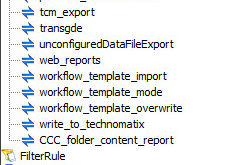 tcm_export
transgde
unconfiguredDataFileExport
web_reports
workflow_template_import
workflow_template_mode
workflow_template_overwrite
write_to_technomatix
CCC_folder_content_report
FilterRule